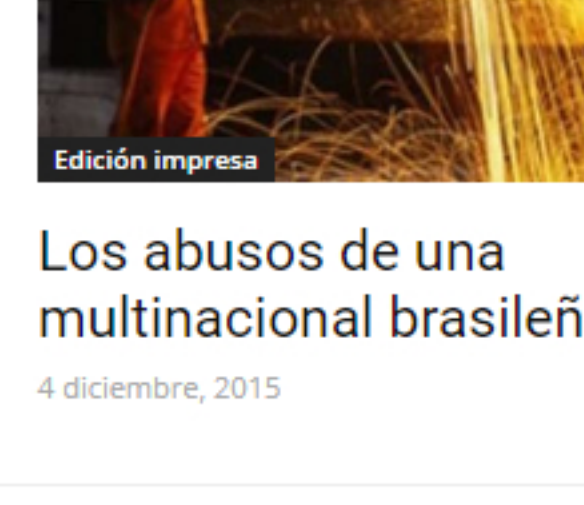 Edición impresa
Los abusos de una
multinacional brasileñ
4 diciembre, 2015